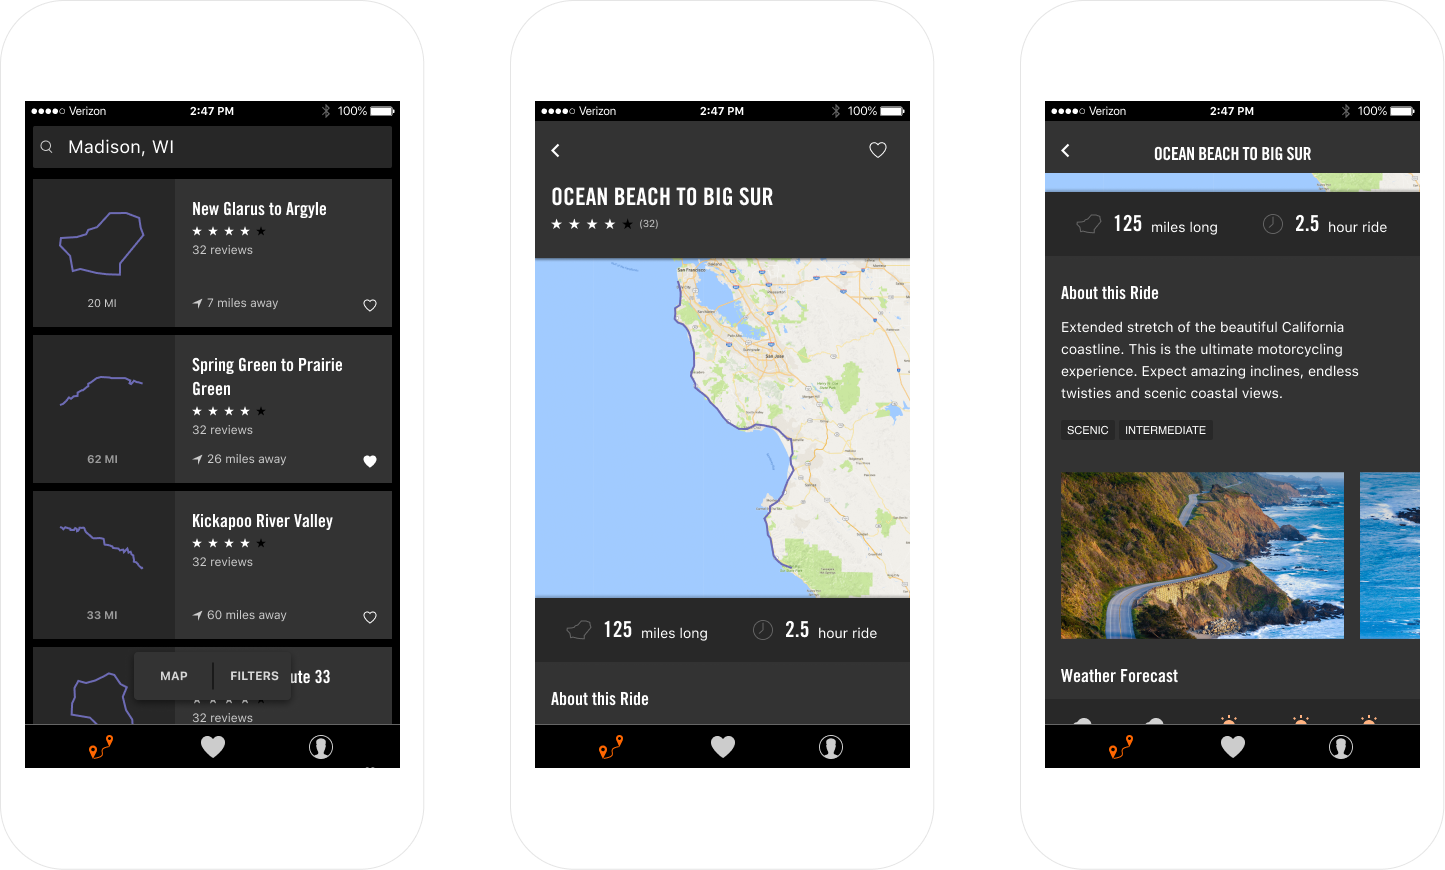 Verizon 2:47 PM 100%
Madison, WI
New Glarus to Argyle
32 reviews
20 MI
7 miles away
Spring Green to Prairie
Green
32 reviews
62 MI
26 miles away
Kickapoo River Valley
32 reviews
33 MI
60 miles away
MAP
FILTERS
ute 33
32 reviews
Verizon 2:47 PM 100%
OCEAN BEACH TO BIG SUR
(32)
San Francisco
Oakland
San Jose
125 miles long
2.5 hour ride
About this Ride
Verizon 2:47 PM 100%
OCEAN BEACH TO BIG SUR
125 miles long
2.5 hour ride
About this Ride
Extended stretch of the beautiful California
coastline. This is the ultimate motorcycling
experience. Expect amazing inclines, endless
twisties and scenic coastal views.
SCENIC
INTERMEDIATE
Weather Forecast